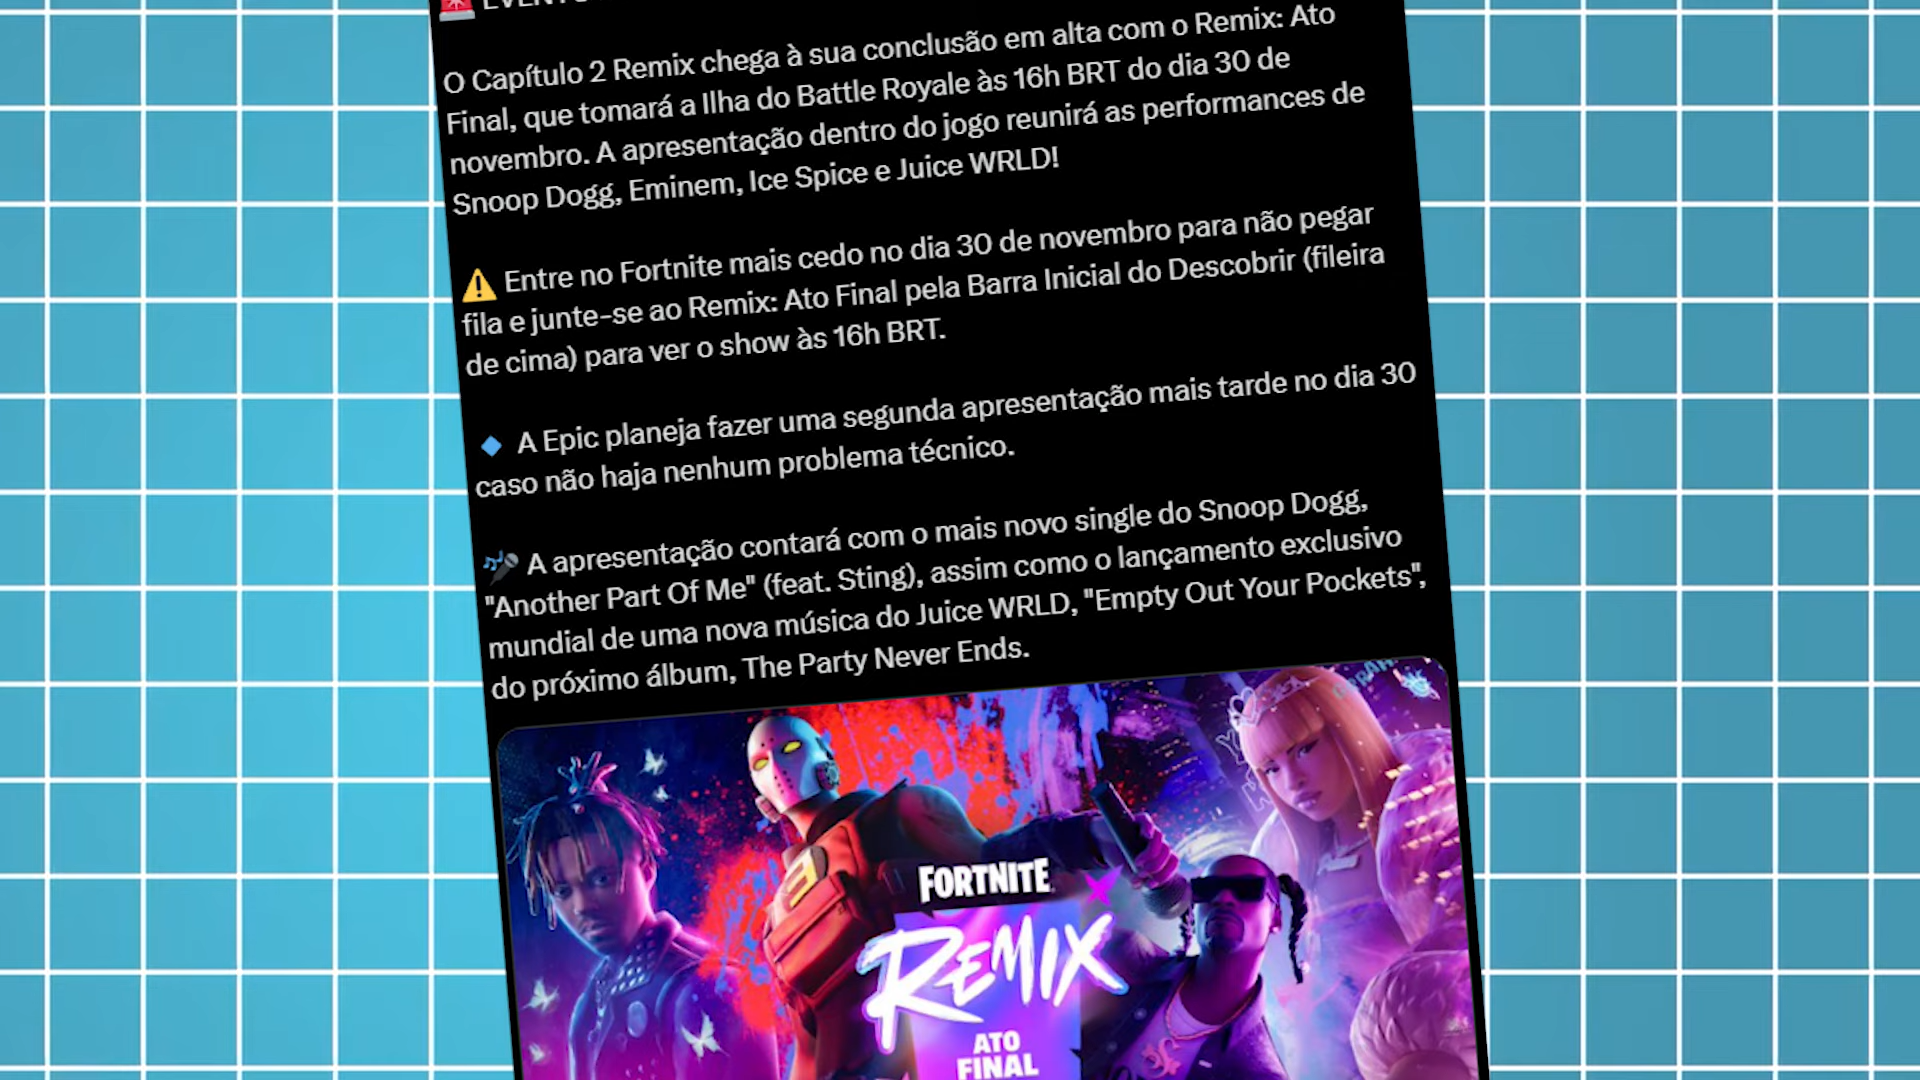 O Capítulo 2 Remix chega à sua conclusão em alta com o Remix: Ato
Final, que tomará a Ilha do Battle Royale às 16h BRT do dia 30 de
novembro. A apresentação dentro do jogo reunirá as performances de
Snoop Dogg, Eminem, Ice Spice e Juice WRLD!
⚠️ Entre no Fortnite mais cedo no dia 30 de novembro para não pegar
fila e junte-se ao Remix: Ato Final pela Barra Inicial do Descobrir (fileira
de cima) para ver o show às 16h BRT.
🔹 A Epic planeja fazer uma segunda apresentação mais tarde no dia 30
caso não haja nenhum problema técnico.
🎤 A apresentação contará com o mais novo single do Snoop Dogg,
"Another Part Of Me" (feat. Sting), assim como o lançamento exclusivo
mundial de uma nova música do Juice WRLD, "Empty Out Your Pockets",
do próximo álbum, The Party Never Ends.
FORTNITE
REMIX
ATO
FINAL